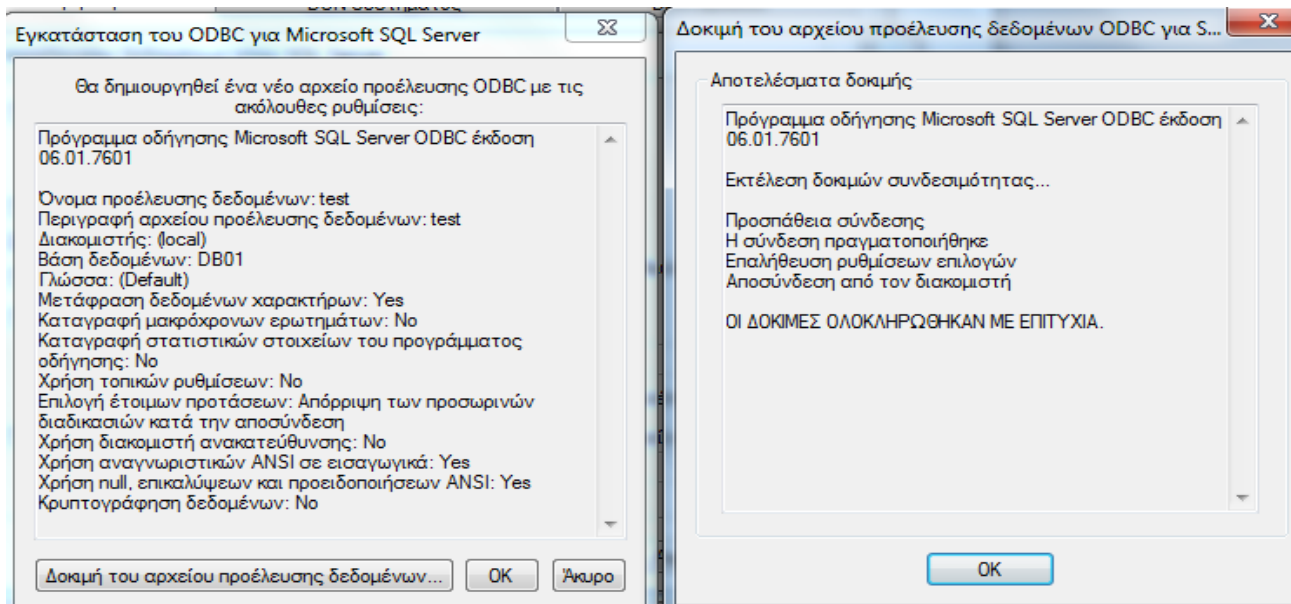 DSN Συστήματος
Εγκατάσταση του ODBC για Microsoft SQL Server
Θα δημιουργηθεί ένα νέο αρχείο προέλευσης ODBC με τις
ακόλουθες ρυθμίσεις:
Πρόγραμμα οδήγησης Microsoft SQL Server ODBC έκδοση
06.01.7601
Όνομα προέλευσης δεδομένων: test
Περιγραφή αρχείου προέλευσης δεδομένων: test
Διακομιστής: (local)
Βάση δεδομένων: DB01
Γλώσσα: (Default)
Μετάφραση δεδομένων χαρακτήρων: Yes
Καταγραφή μακρόχρονων ερωτημάτων: No
Καταγραφή στατιστικών στοιχείων του προγράμματος
οδήγησης: No
Χρήση τοπικών ρυθμίσεων: No
Επιλογή έτοιμων προτάσεων: Απόρριψη των προσωρινών
διαδικασιών κατά την αποσύνδεση
Χρήση διακομιστή ανακατεύθυνσης: No
Χρήση αναγνωριστικών ANSI σε εισαγωγικά: Yes
Χρήση null, επικαλύψεων και προειδοποιήσεων ANSI: Yes
Κρυπτογράφηση δεδομένων: No
Δοκιμή του αρχείου προέλευσης δεδομένων... OK Άκυρο
Δοκιμή του αρχείου προέλευσης δεδομένων ODBC για S...
Αποτελέσματα δοκιμής
Πρόγραμμα οδήγησης Microsoft SQL Server ODBC έκδοση
06.01.7601
Εκτέλεση δοκιμών συνδεσιμότητας...
Προσπάθεια σύνδεσης
Η σύνδεση πραγματοποιήθηκε
Επαλήθευση ρυθμίσεων επιλογών
Αποσύνδεση από τον διακομιστή
ΟΙ ΔΟΚΙΜΕΣ ΟΛΟΚΛΗΡΩΘΗΚΑΝ ΜΕ ΕΠΙΤΥΧΙΑ.
OK